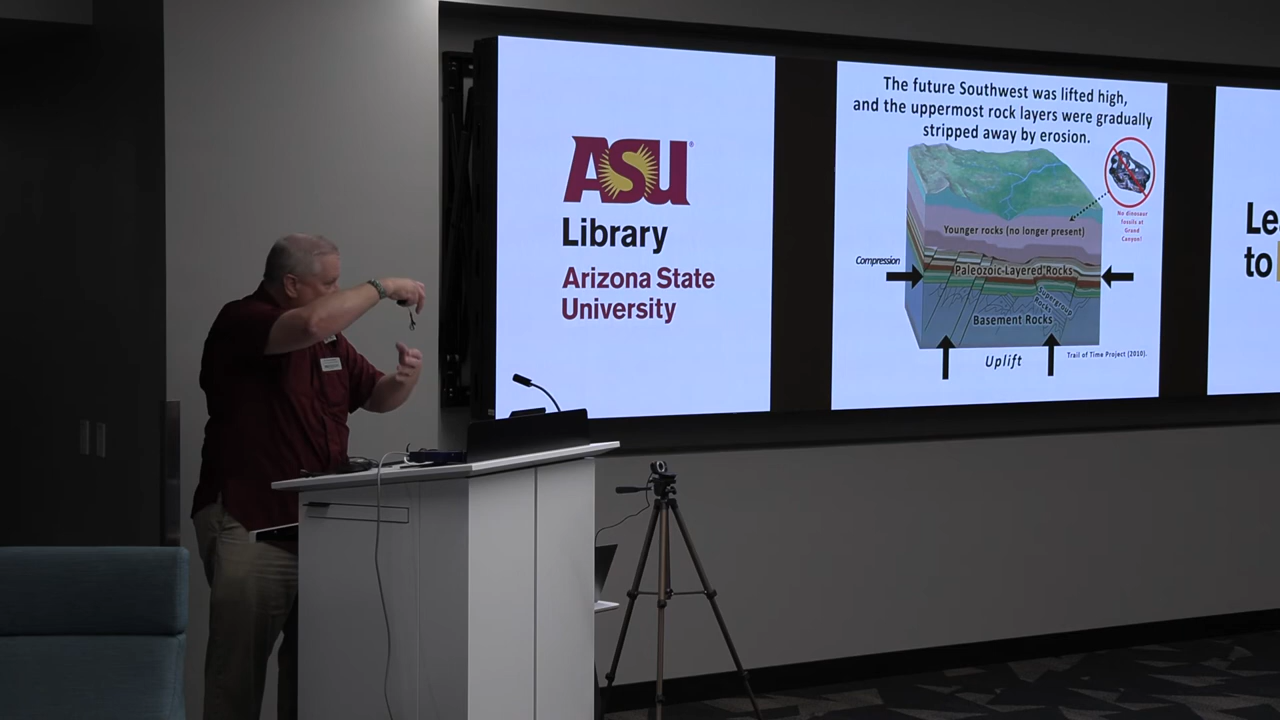 ASU
Library
Arizona State
University
The future Southwest was lifted high,
and the uppermost rock layers were gradually
stripped away by erosion.
No dinosaur
fossils at
Grand
Canyon!
Younger rocks (no longer present)
Compression
Paleozoic-Layered Rocks
Supergroup
Rocks
Basement Rocks
Uplift
Trail of Time Project (2010).
Le
to